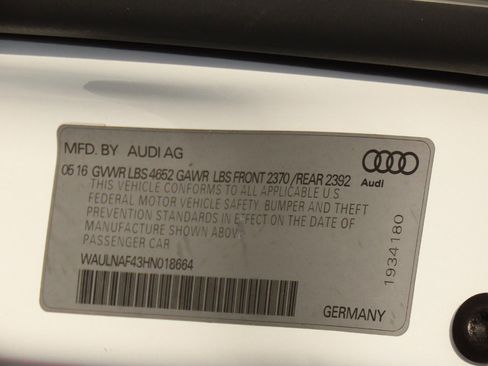 MFD. BY AUDI AG
05 16 GVWR LBS 4652 GAWR LBS FRONT 2370 / REAR 2392
THIS VEHICLE CONFORMS TO ALL APPLICABLE U S
FEDERAL MOTOR VEHICLE SAFETY, BUMPER AND THEFT
PREVENTION STANDARDS IN EFFECT ON THE DATE OF
MANUFACTURE SHOWN ABOVE
PASSENGER CAR
WAULNAF43HN018664
Audi
1934180
GERMANY